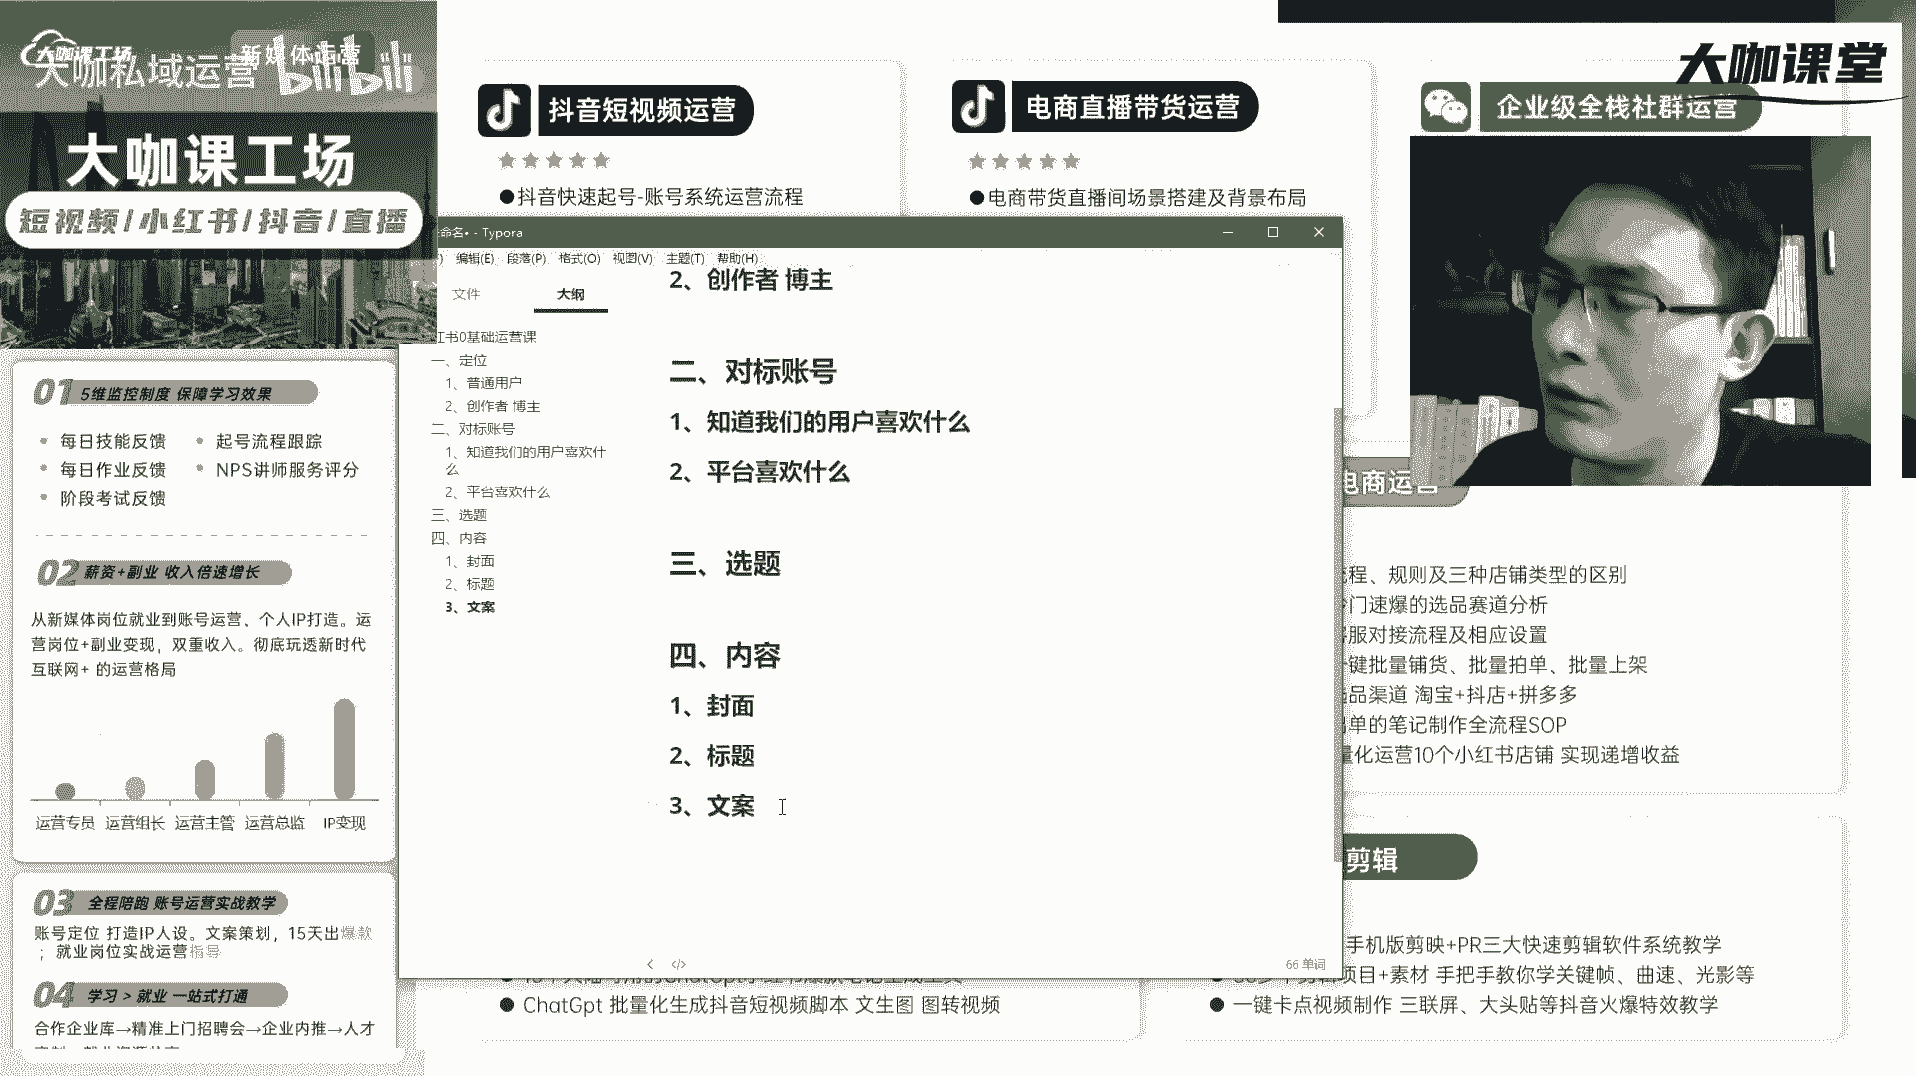 大咖课工场
大咖私域运营
新媒体运营
bilibili
大咖课工场
短视频/小红书/抖音/直播
01 5维监控制度 保障学习效果
每日技能反馈
起号流程跟踪
每日作业反馈
NPS讲师服务评分
阶段考试反馈
02 薪资+副业 收入倍速增长
从新媒体岗位就业到账号运营、个人IP打造。运
营岗位+副业变现，双重收入。彻底玩透新时代
互联网+ 的运营格局
运营专员 运营组长 运营主管 运营总监 IP变现
03 全程陪跑 账号运营实战教学
账号定位 打造IP人设。文案策划，15天出爆款
；就业岗位实战运营指导
04 学习 > 就业 一站式打通
合作企业库→精准上门招聘会→企业内推→人才
抖音短视频运营
●抖音快速起号-账号系统运营流程
电商直播带货运营
●电商带货直播间场景搭建及背景布局
企业级全栈社群运营
大咖课堂
命名• - Typora
编辑(E) 段落(P) 格式(O) 视图(V) 主题(T) 帮助(H)
文件
大纲
红书0基础运营课
一、定位
1、普通用户
2、创作者 博主
二、对标账号
1、知道我们的用户喜欢什
么
2、平台喜欢什么
三、选题
四、内容
1、封面
2、标题
3、文案
2、创作者 博主
二、对标账号
1、知道我们的用户喜欢什么
2、平台喜欢什么
三、选题
四、内容
1、封面
2、标题
3、文案
66 单词
电商运营
流程、规则及三种店铺类型的区别
冷门速爆的选品赛道分析
客服对接流程及相应设置
一键批量铺货、批量拍单、批量上架
选品渠道 淘宝+抖店+拼多多
出单的笔记制作全流程SOP
量化运营10个小红书店铺 实现递增收益
剪辑
手机版剪映+PR三大快速剪辑软件系统教学
项目+素材 手把手教你学关键帧、曲速、光影等
● 一键卡点视频制作 三联屏、大头贴等抖音火爆特效教学
● ChatGpt 批量化生成抖音短视频脚本 文生图 图转视频